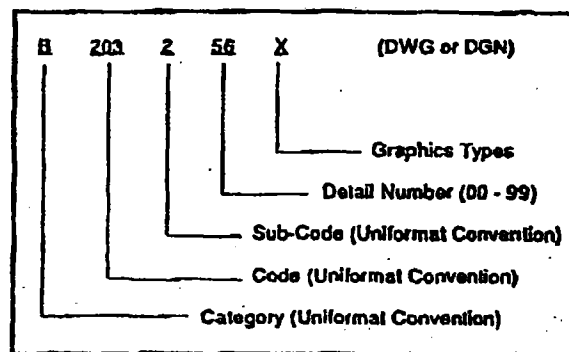 B 203 2 56 X (DWG or DGN)
Graphics Types
Detail Number (00 - 99)
Sub-Code (Uniformat Convention)
Code (Uniformat Convention)
Category (Uniformat Convention)